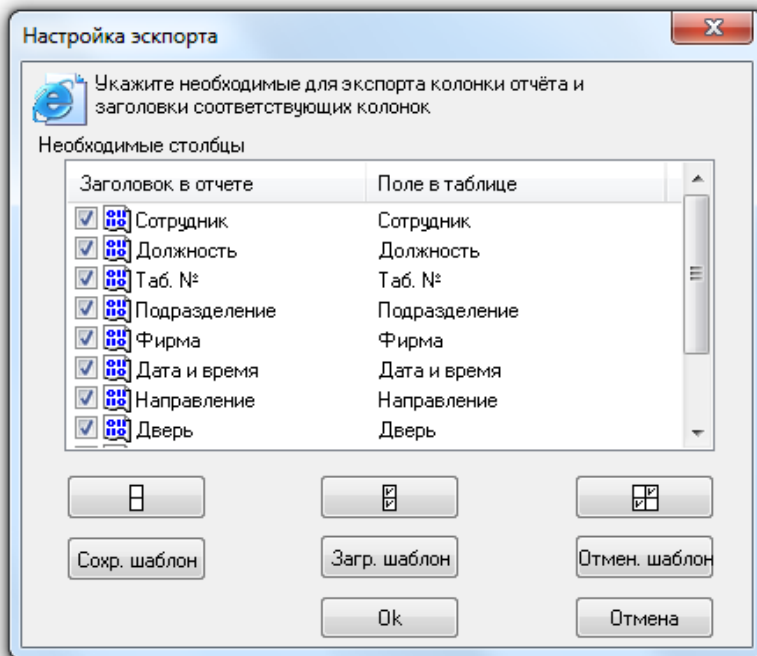 Настройка эскпорта
Укажите необходимые для экспорта колонки отчёта и
заголовки соответствующих колонок
Необходимые столбцы
Заголовок в отчете Поле в таблице
Сотрудник Сотрудник
Должность Должность
Таб. № Таб. №
Подразделение Подразделение
Фирма Фирма
Дата и время Дата и время
Направление Направление
Дверь Дверь
Сохр. шаблон Загр. шаблон Отмен. шаблон
Ok Отмена